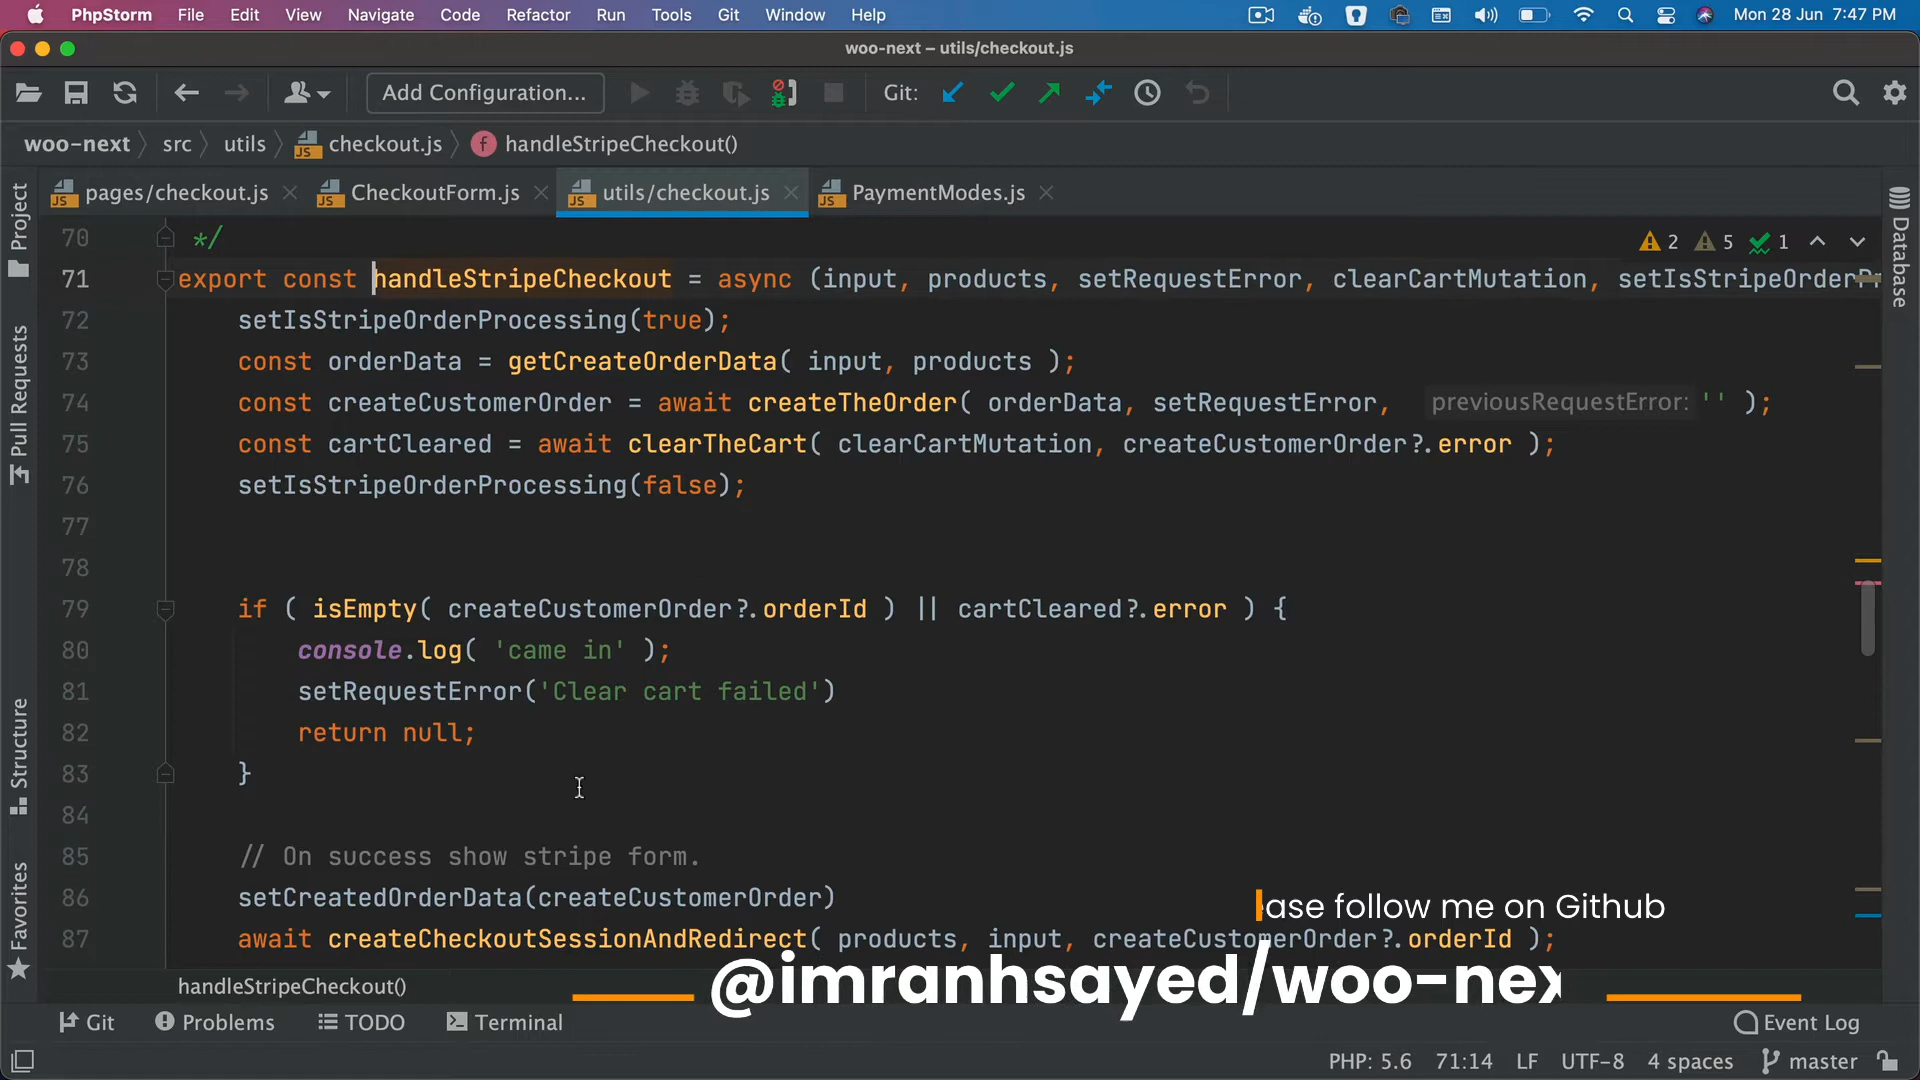 PhpStorm File Edit View Navigate Code Refactor Run Tools Git Window Help Mon 28 Jun 7:47 PM
woo-next – utils/checkout.js
Add Configuration... Git:
woo-next src utils checkout.js handleStripeCheckout()
pages/checkout.js CheckoutForm.js utils/checkout.js PaymentModes.js
Project
Pull Requests
Structure
Favorites
Database
2 5 1
70 */
71 export const handleStripeCheckout = async (input, products, setRequestError, clearCartMutation, setIsStripeOrderPr
72 setIsStripeOrderProcessing(true);
73 const orderData = getCreateOrderData( input, products );
74 const createCustomerOrder = await createTheOrder( orderData, setRequestError, previousRequestError: '' );
75 const cartCleared = await clearTheCart( clearCartMutation, createCustomerOrder?.error );
76 setIsStripeOrderProcessing(false);
77
78
79 if ( isEmpty( createCustomerOrder?.orderId ) || cartCleared?.error ) {
80 console.log( 'came in' );
81 setRequestError('Clear cart failed')
82 return null;
83 }
84
85 // On success show stripe form.
86 setCreatedOrderData(createCustomerOrder)
87 await createCheckoutSessionAndRedirect( products, input, createCustomerOrder?.orderId );
ease follow me on Github
@imranhsayed/woo-nex
handleStripeCheckout()
Git Problems TODO Terminal Event Log
PHP: 5.6 71:14 LF UTF-8 4 spaces master